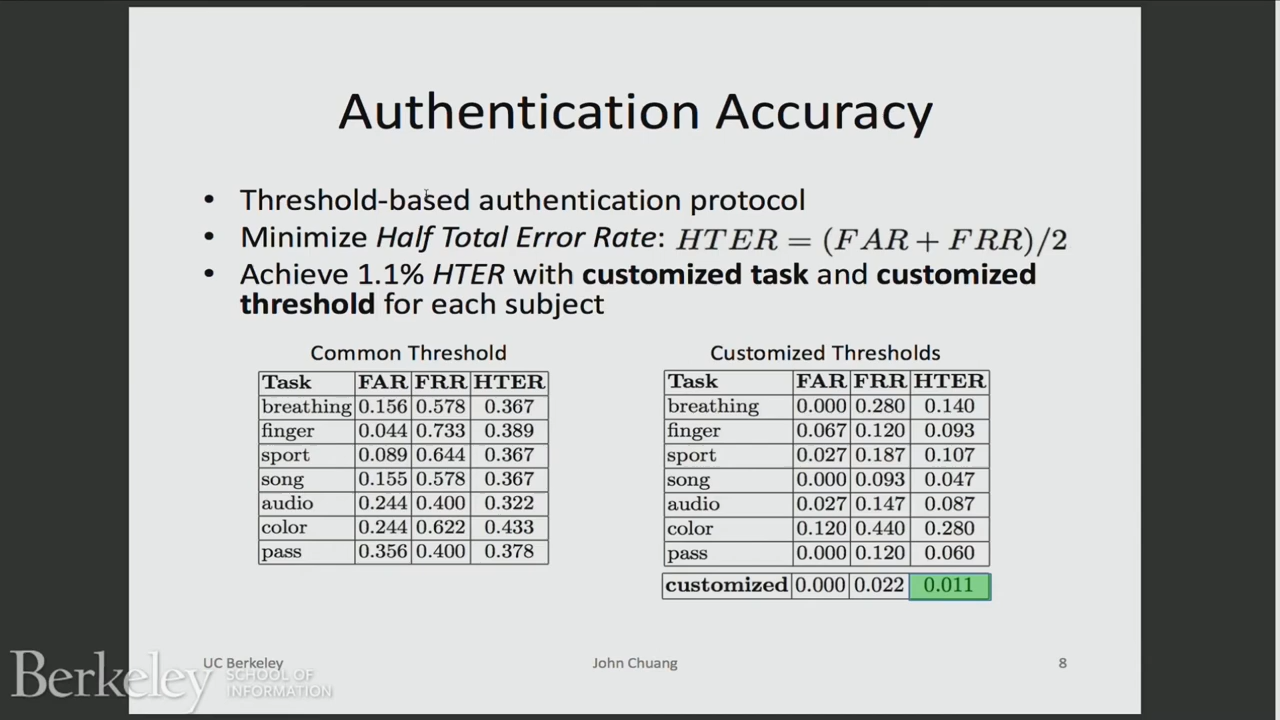 Authentication Accuracy
• Threshold-based authentication protocol
• Minimize Half Total Error Rate: HTER = (FAR + FRR)/2
• Achieve 1.1% HTER with customized task and customized
threshold for each subject
Common Threshold
Task FAR FRR HTER
breathing 0.156 0.578 0.367
finger 0.044 0.733 0.389
sport 0.089 0.644 0.367
song 0.155 0.578 0.367
audio 0.244 0.400 0.322
color 0.244 0.622 0.433
pass 0.356 0.400 0.378
Customized Thresholds
Task FAR FRR HTER
breathing 0.000 0.280 0.140
finger 0.067 0.120 0.093
sport 0.027 0.187 0.107
song 0.000 0.093 0.047
audio 0.027 0.147 0.087
color 0.120 0.440 0.280
pass 0.000 0.120 0.060
customized 0.000 0.022 0.011
UC Berkeley
John Chuang
8
Berkeley
SCHOOL OF
INFORMATION